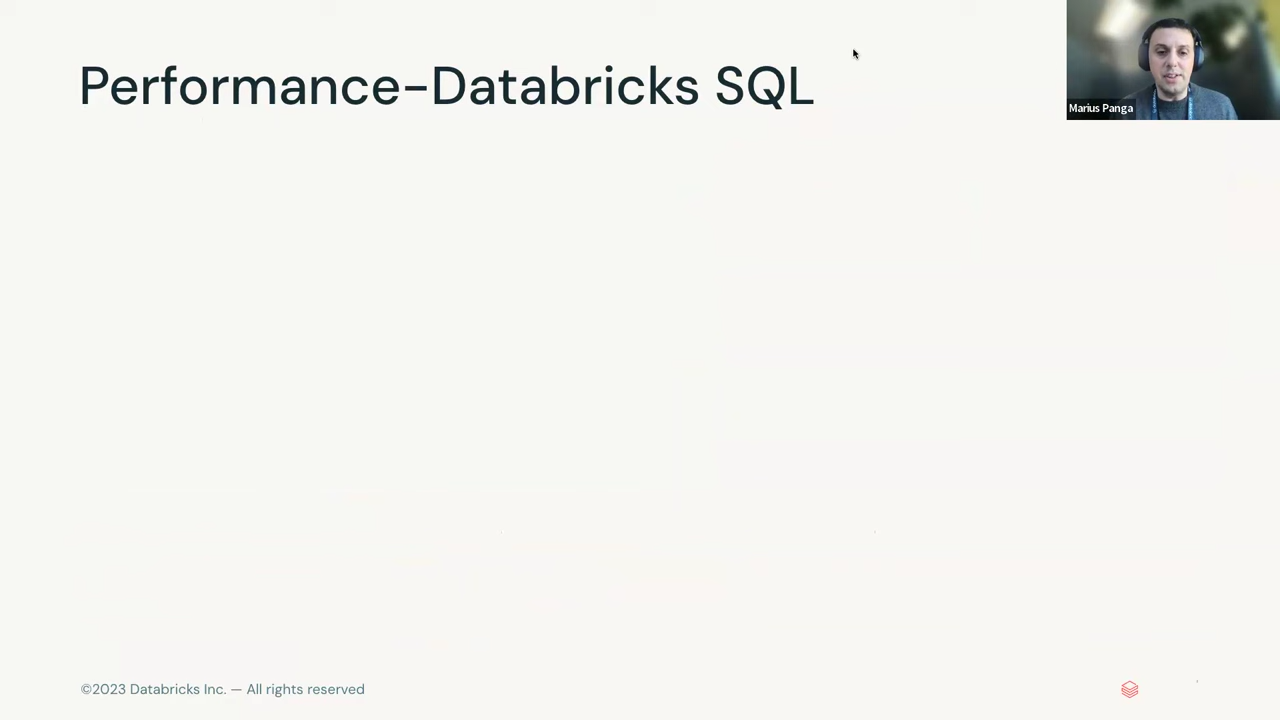 Performance-Databricks SQL
Marius Panga
©2023 Databricks Inc. — All rights reserved